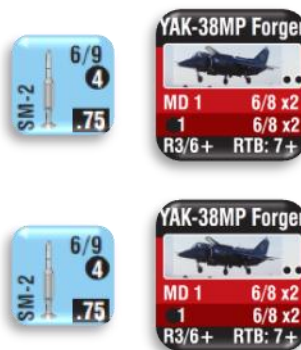 6/9
4
SM-2
.75
YAK-38MP Forger
MD 1 6/8 x2
1 6/8 x2
R3/6+ RTB: 7+
6/9
4
SM-2
.75
YAK-38MP Forger
MD 1 6/8 x2
1 6/8 x2
R3/6+ RTB: 7+